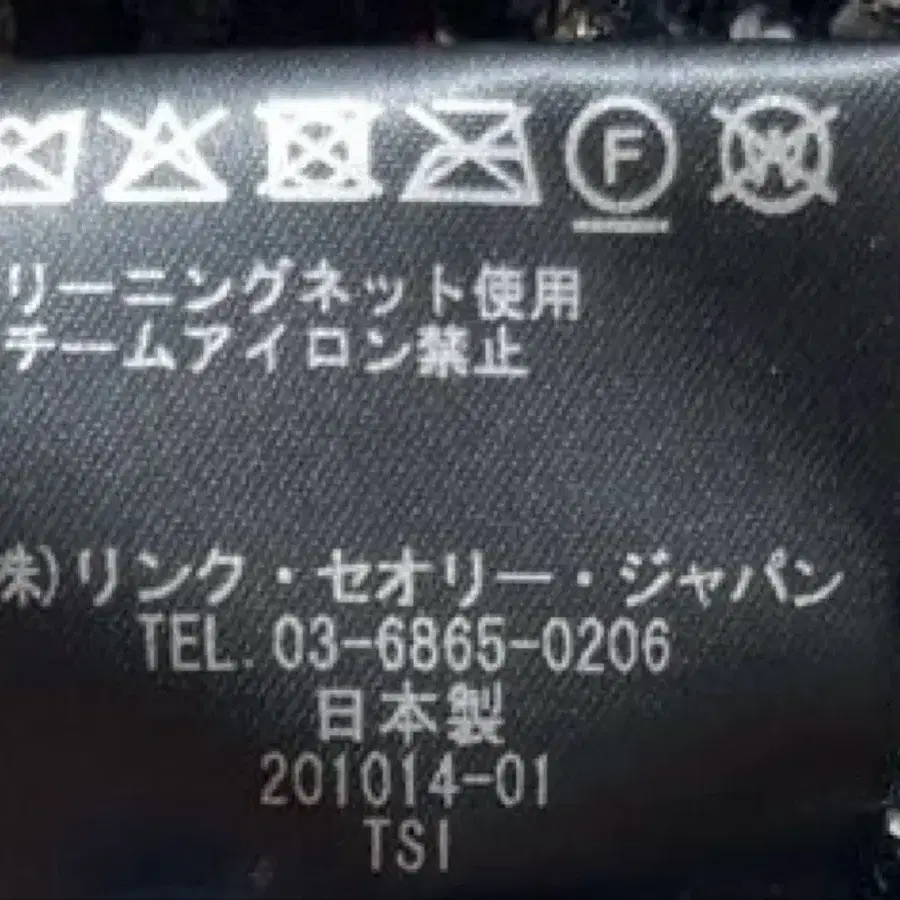 F W
リーニングネット使用
チームアイロン禁止
株)リンク・セオリー・ジャパン
TEL. 03-6865-0206
日本製
201014-01
TSI